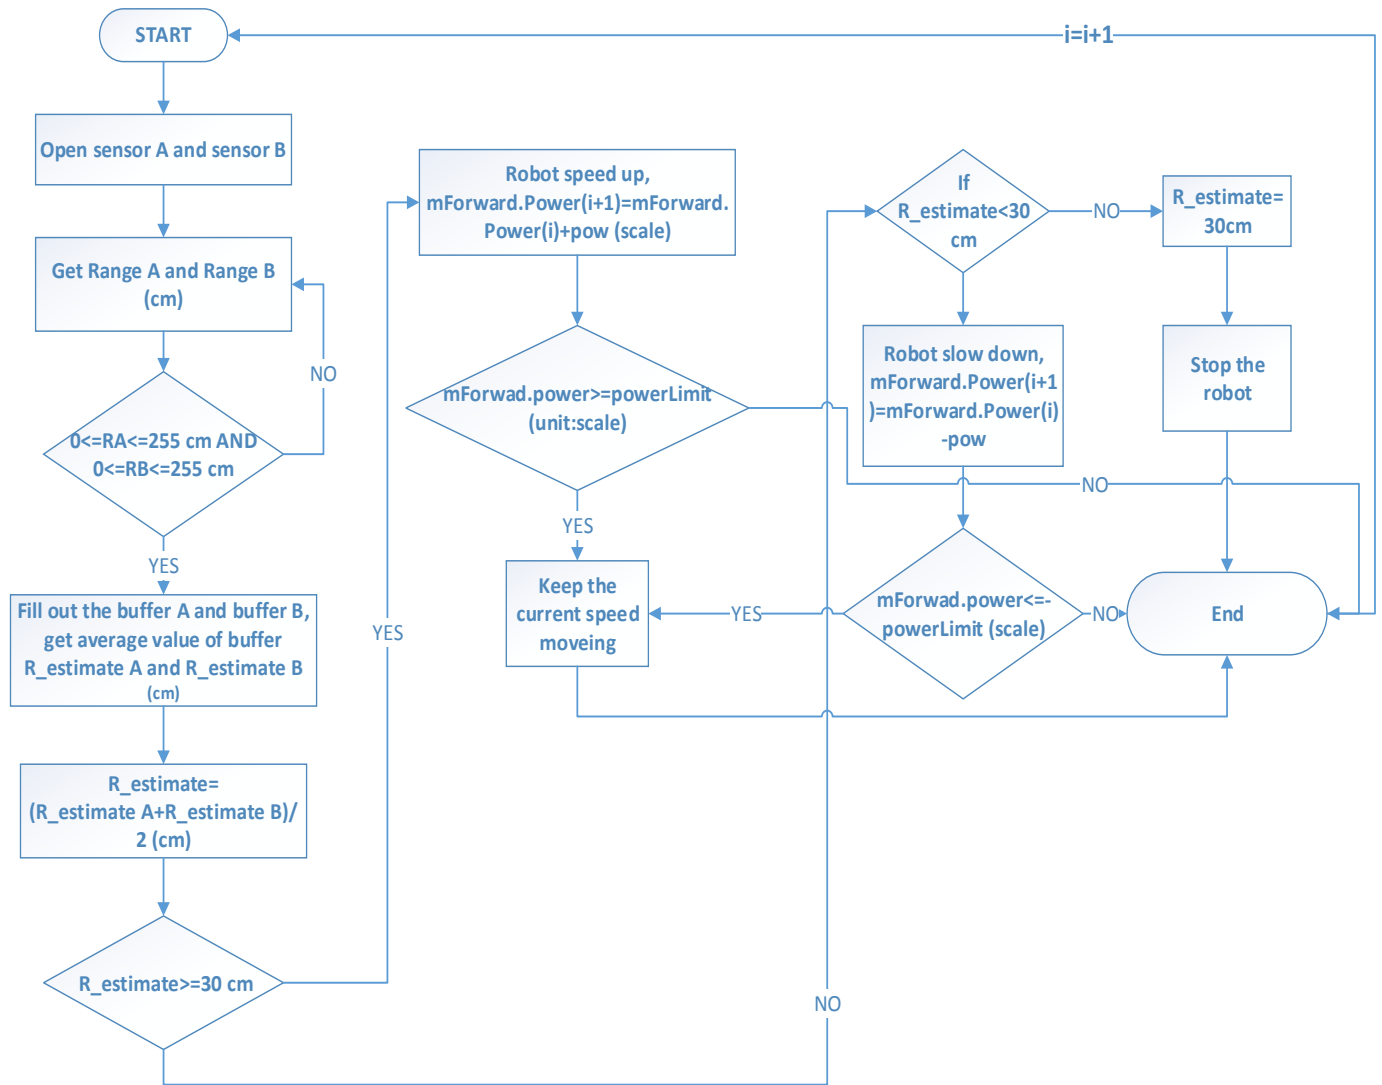 START
i=i+1
Open sensor A and sensor B
Get Range A and Range B
(cm)
NO
0<=RA<=255 cm AND
0<=RB<=255 cm
YES
Fill out the buffer A and buffer B,
get average value of buffer
R_estimate A and R_estimate B
(cm)
R_estimate=
(R_estimate A+R_estimate B)/
2 (cm)
R_estimate>=30 cm
YES
NO
Robot speed up,
mForward.Power(i+1)=mForward.
Power(i)+pow (scale)
mForwad.power>=powerLimit
(unit:scale)
YES
NO
Keep the
current speed
moveing
If
R_estimate<30
cm
NO
R_estimate=
30cm
Robot slow down,
mForward.Power(i+1
)=mForward.Power(i)
-pow
Stop the
robot
mForwad.power<=-
powerLimit (scale)
YES
NO
End